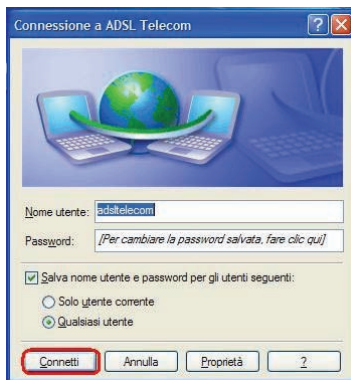 Connessione a ADSL Telecom
Nome utente: adsltelecom
Password: [Per cambiare la password salvata, fare clic qui]
Salva nome utente e password per gli utenti seguenti:
Solo utente corrente
Qualsiasi utente
Connetti Annulla Proprietà ?